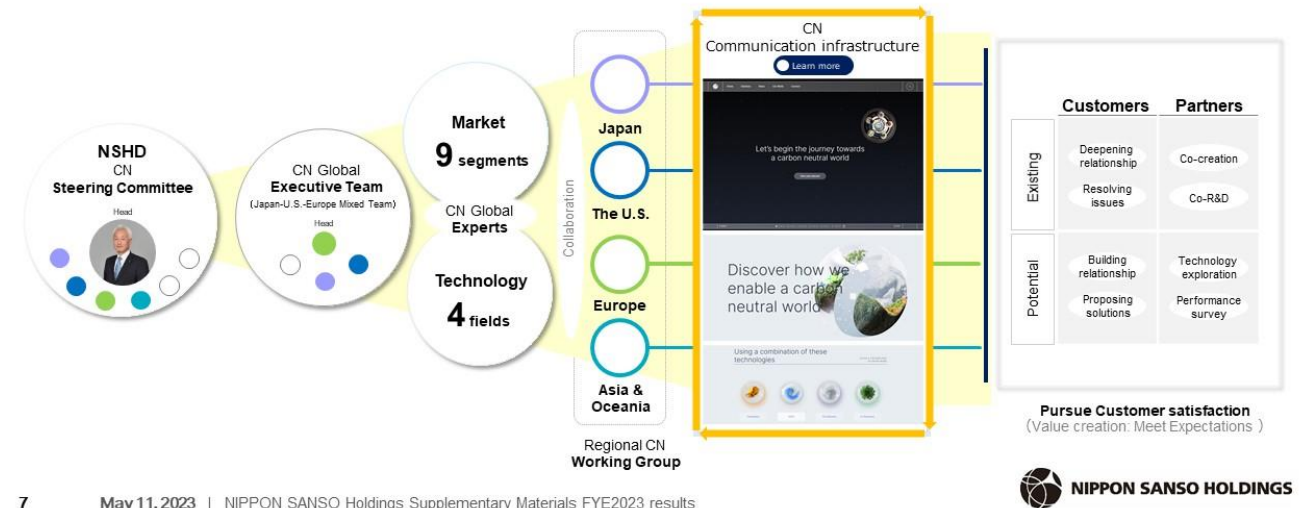 NSHD
CN
Steering Committee
Head
CN Global
Executive Team
(Japan-U.S.-Europe Mixed Team)
Head
Market
9 segments
CN Global
Experts
Technology
4 fields
Collaboration
Japan
The U.S.
Europe
Asia &
Oceania
Regional CN
Working Group
CN
Communication infrastructure
Learn more
Let's begin the journey towards
a carbon neutral world
Discover how we
enable a carbon
neutral world
Using a combination of these
technologies
Customers
Partners
Existing
Deepening
relationship
Resolving
issues
Co-creation
Co-R&D
Potential
Building
relationship
Proposing
solutions
Technology
exploration
Performance
survey
Pursue Customer satisfaction
(Value creation: Meet Expectations )
7 May 11, 2023 | NIPPON SANSO Holdings Supplementary Materials FYE2023 results
NIPPON SANSO HOLDINGS